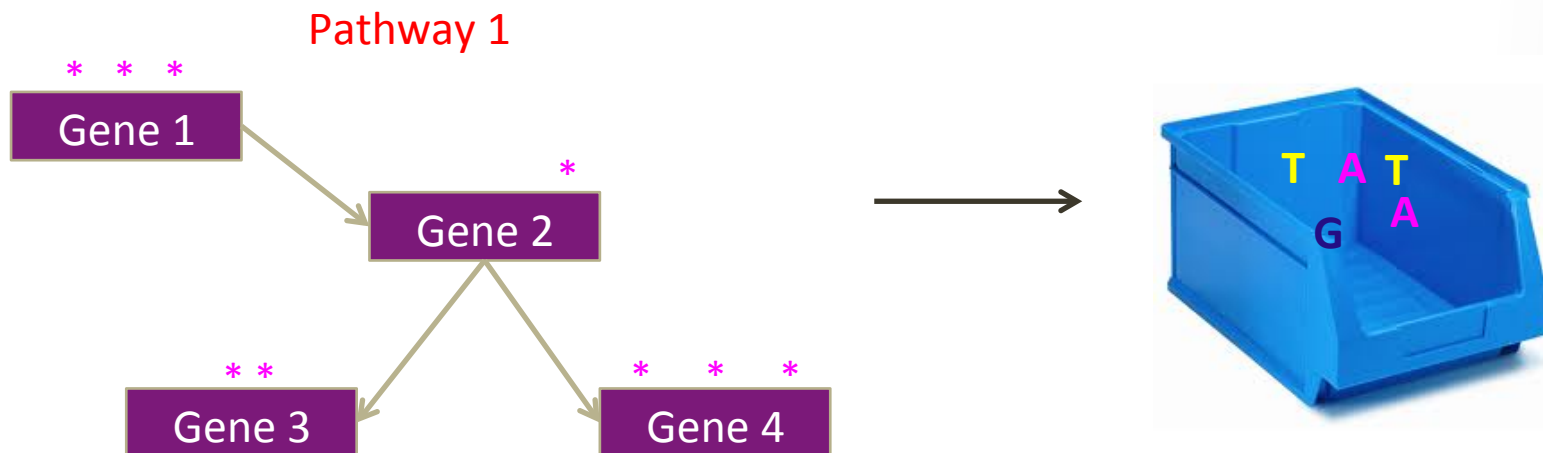 Pathway 1
* * *
Gene 1
*
Gene 2
* *
Gene 3
* * *
Gene 4
T A T
A
G